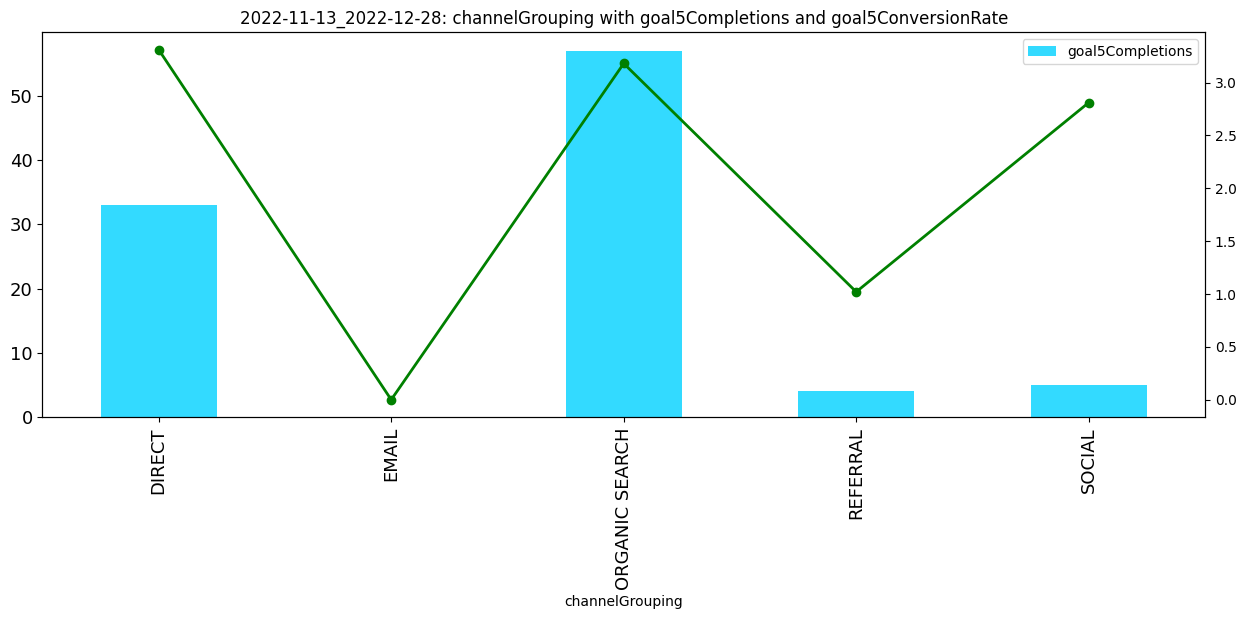 2022-11-13_2022-12-28: channelGrouping with goal5Completions and goal5ConversionRate
goal5Completions
50
40
30
20
10
0
3.0
2.5
2.0
1.5
1.0
0.5
0.0
DIRECT
EMAIL
ORGANIC SEARCH
REFERRAL
SOCIAL
channelGrouping